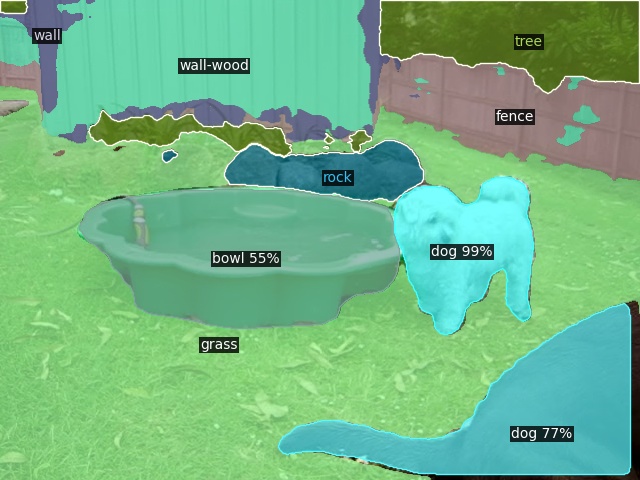 wall
tree
wall-wood
fence
rock
dog 99%
bowl 55%
grass
dog 77%